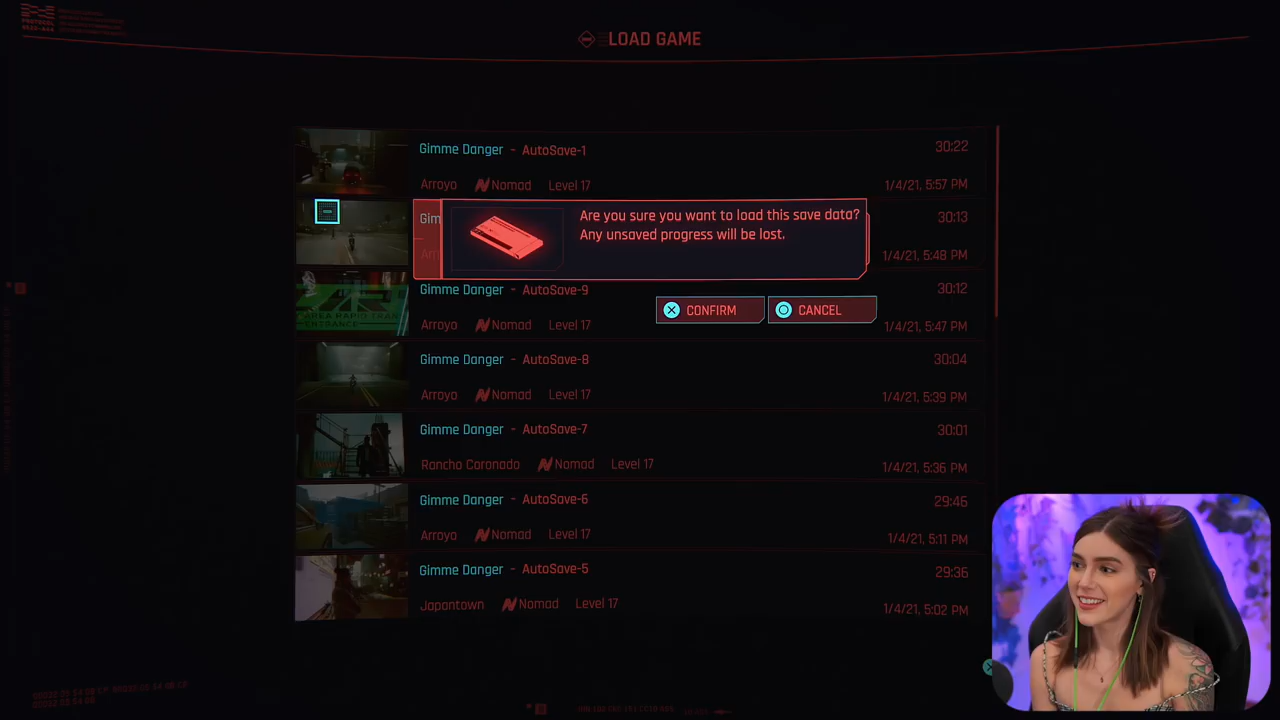 LOAD GAME
Gimme Danger - AutoSave-1
30:22
Arroyo Nomad Level 17
1/4/21, 5:57 PM
Gim
30:13
Are you sure you want to load this save data?
Any unsaved progress will be lost.
1/4/21, 5:48 PM
Gimme Danger - AutoSave-9
30:12
CONFIRM
CANCEL
Arroyo Nomad Level 17
1/4/21, 5:47 PM
Gimme Danger - AutoSave-8
30:04
Arroyo Nomad Level 17
1/4/21, 5:39 PM
Gimme Danger - AutoSave-7
30:01
Rancho Coronado Nomad Level 17
1/4/21, 5:36 PM
Gimme Danger - AutoSave-6
29:46
Arroyo Nomad Level 17
1/4/21, 5:11 PM
Gimme Danger - AutoSave-5
29:36
Japantown Nomad Level 17
1/4/21, 5:02 PM